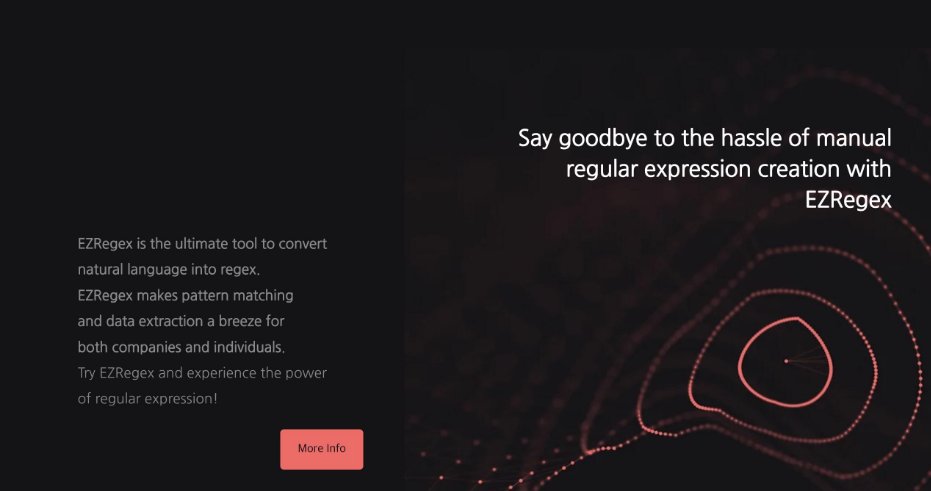 Say goodbye to the hassle of manual
regular expression creation with
EZRegex
EZRegex is the ultimate tool to convert
natural language into regex.
EZRegex makes pattern matching
and data extraction a breeze for
both companies and individuals.
Try EZRegex and experience the power
of regular expression!
More Info